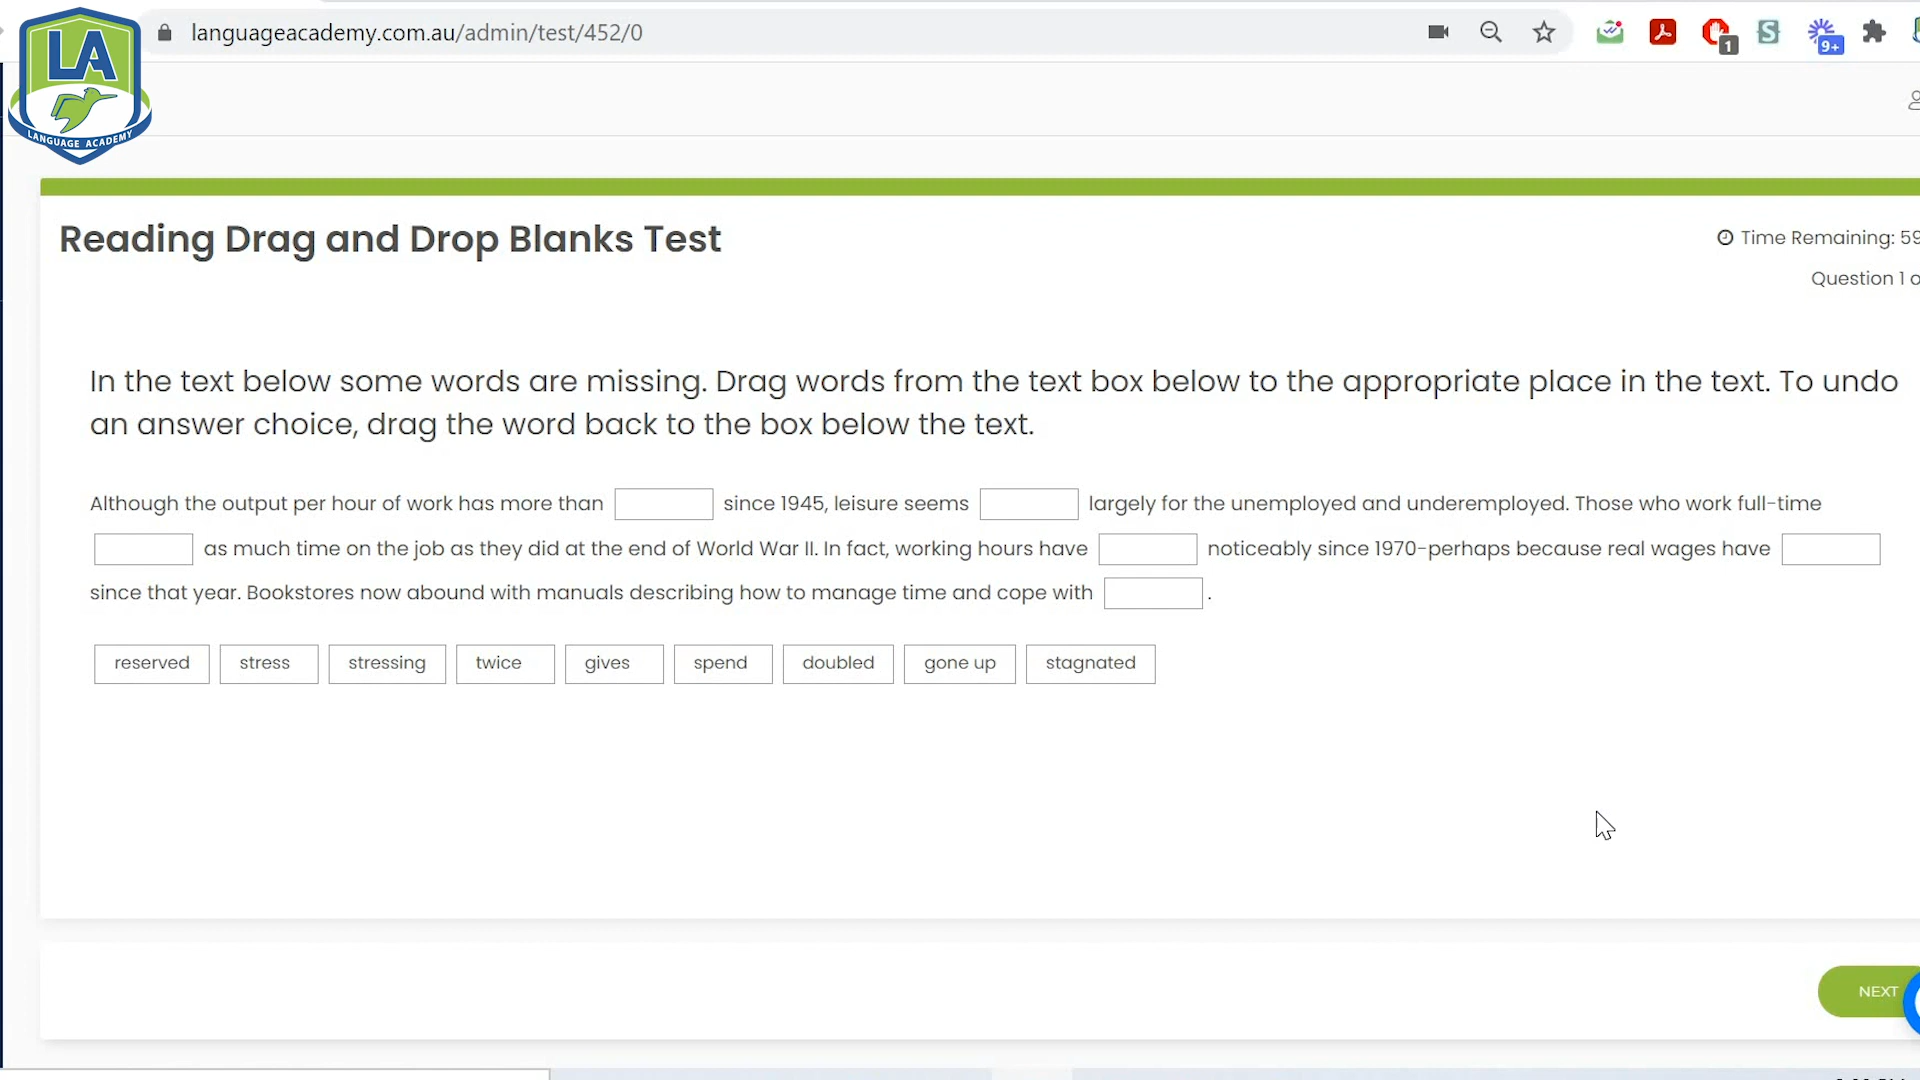 languageacademy.com.au/admin/test/452/0
1
9+
LA
LANGUAGE ACADEMY
Reading Drag and Drop Blanks Test
Time Remaining: 59
Question 1 o
In the text below some words are missing. Drag words from the text box below to the appropriate place in the text. To undo
an answer choice, drag the word back to the box below the text.
Although the output per hour of work has more than since 1945, leisure seems largely for the unemployed and underemployed. Those who work full-time
as much time on the job as they did at the end of World War II. In fact, working hours have noticeably since 1970-perhaps because real wages have
since that year. Bookstores now abound with manuals describing how to manage time and cope with .
reserved stress stressing twice gives spend doubled gone up stagnated
NEXT